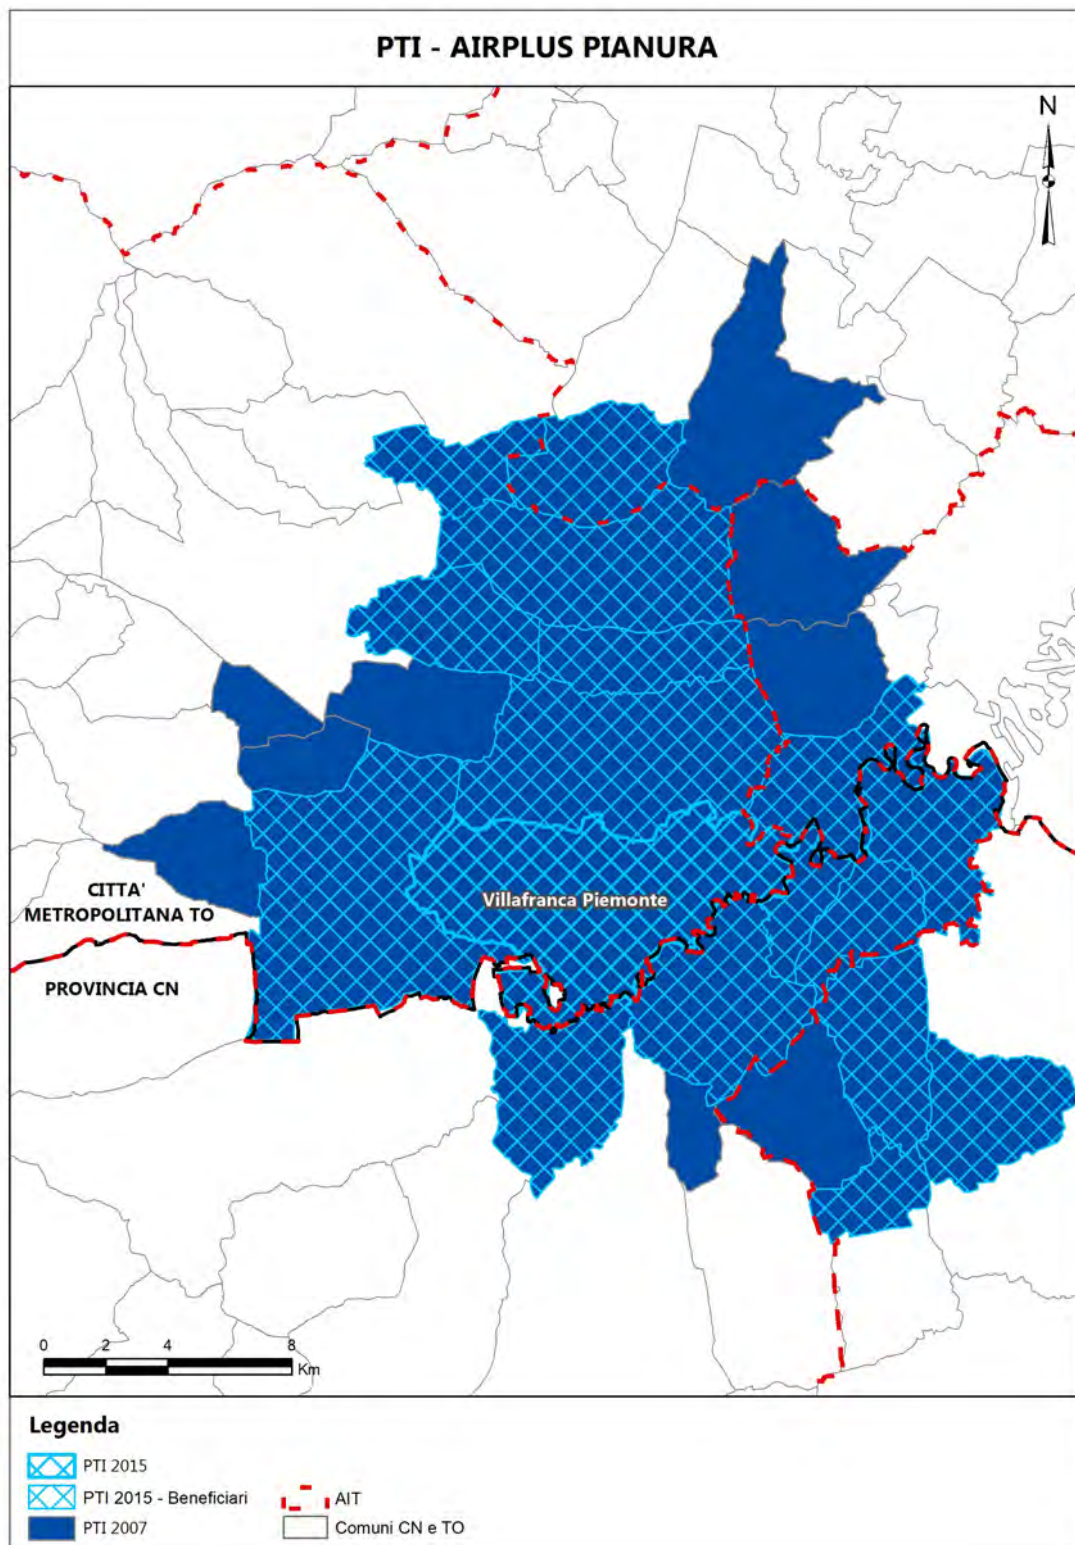 PTI - AIRPLUS PIANURA
N
Villafranca Piemonte
CITTA'
METROPOLITANA TO
PROVINCIA CN
0 2 4 8
Km
Legenda
PTI 2015
PTI 2015 - Beneficiari
AIT
PTI 2007
Comuni CN e TO